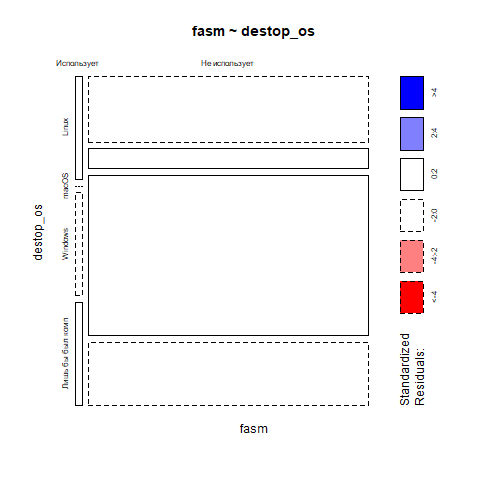 fasm ~ destop_os
Использует
Не использует
Linux
macOS
Windows
Лишь бы был комп
destop_os
fasm
>4
2:4
0:2
-2:0
-4:-2
<-4
Standardized
Residuals: